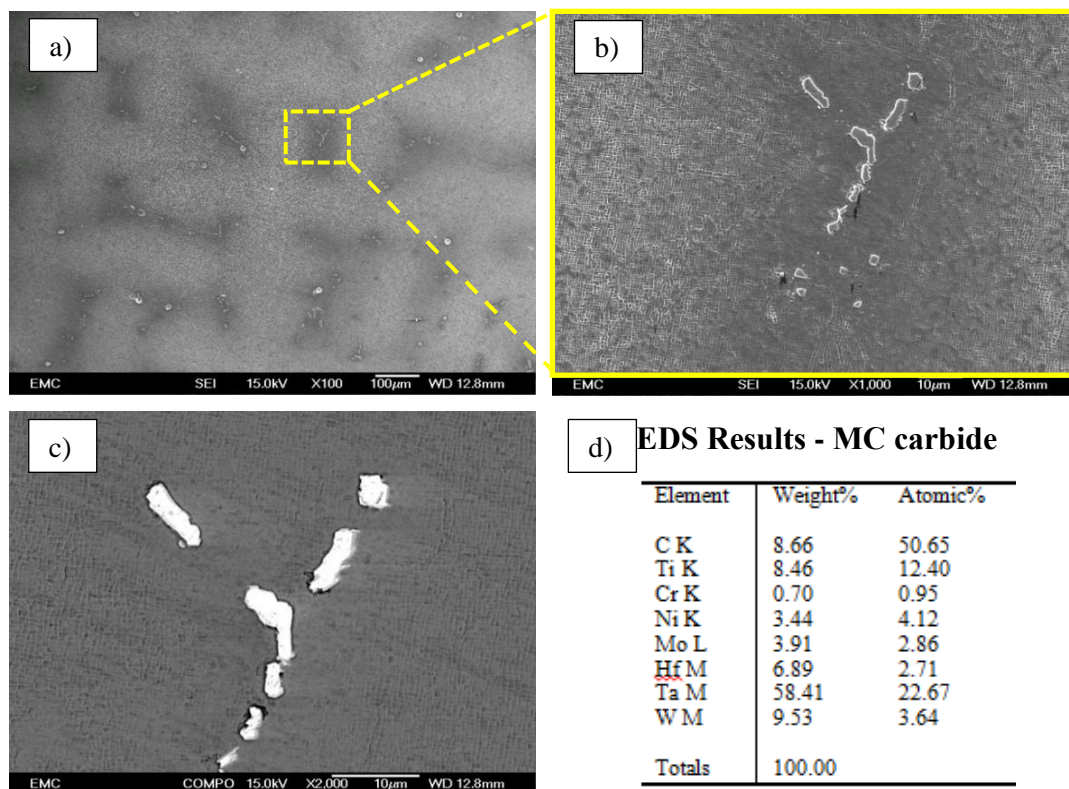 a)
EMC SEI 15.0kV X100 100μm WD 12.8mm
b)
EMC SEI 15.0kV X1,000 10μm WD 12.8mm
c)
EMC COMPO 15.0kV X2,000 10μm WD 12.8mm
d) EDS Results - MC carbide
Element Weight% Atomic%
C K 8.66 50.65
Ti K 8.46 12.40
Cr K 0.70 0.95
Ni K 3.44 4.12
Mo L 3.91 2.86
Hf M 6.89 2.71
Ta M 58.41 22.67
W M 9.53 3.64
Totals 100.00